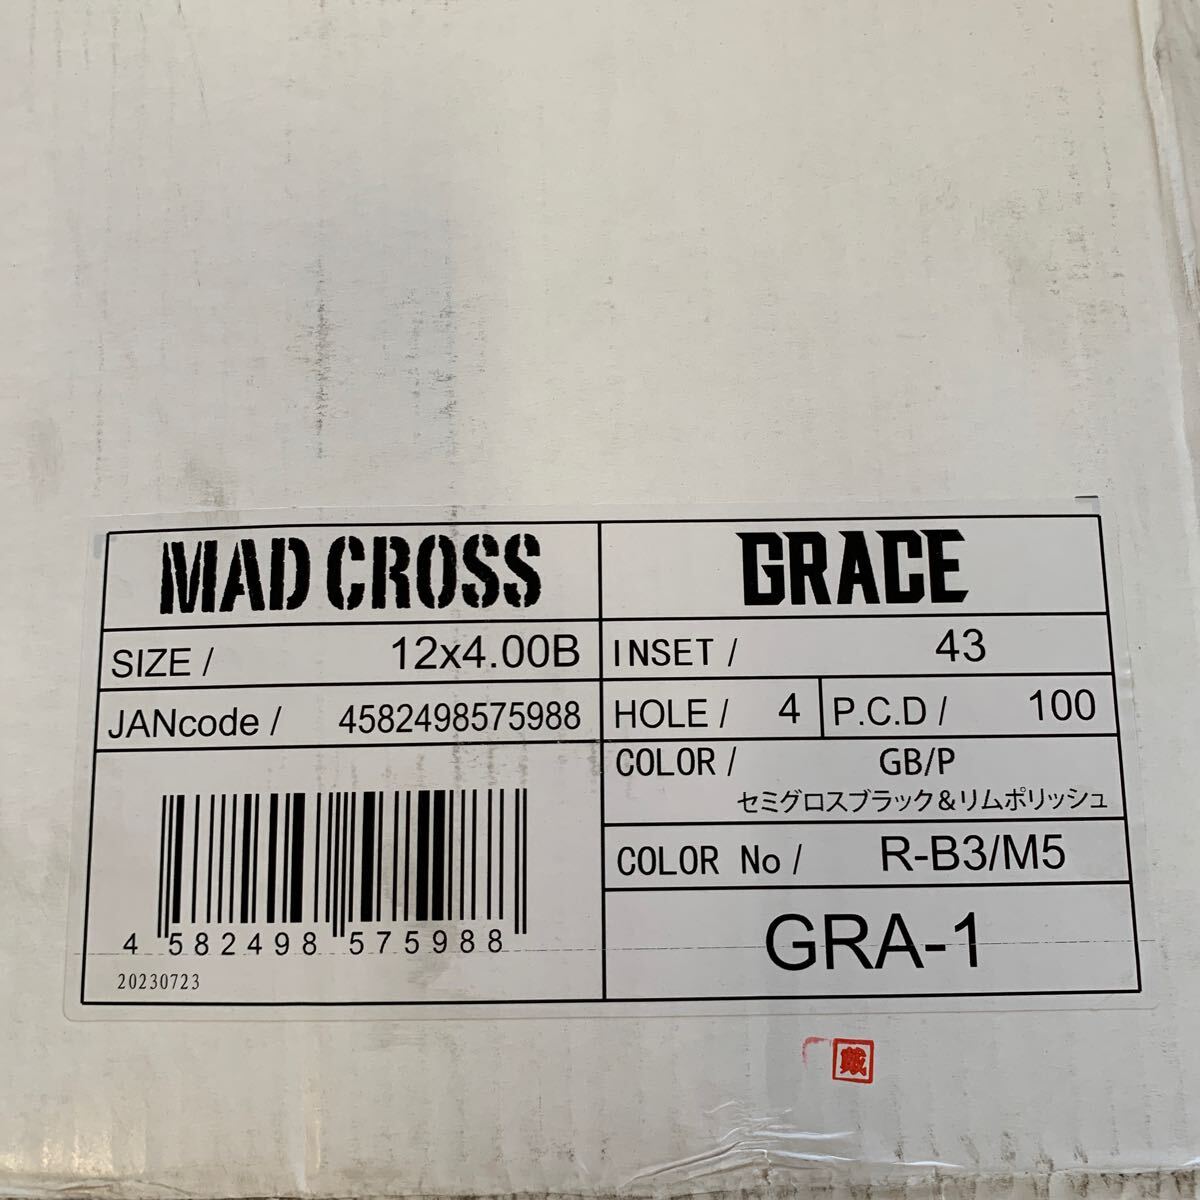 MAD CROSS
GRACE
SIZE / 12x4.00B
INSET / 43
JANcode / 4582498575988
HOLE / 4
P.C.D / 100
COLOR / GB/P
セミグロスブラック＆リムポリッシュ
COLOR No / R-B3/M5
4 582498 575988
20230723
GRA-1
戴